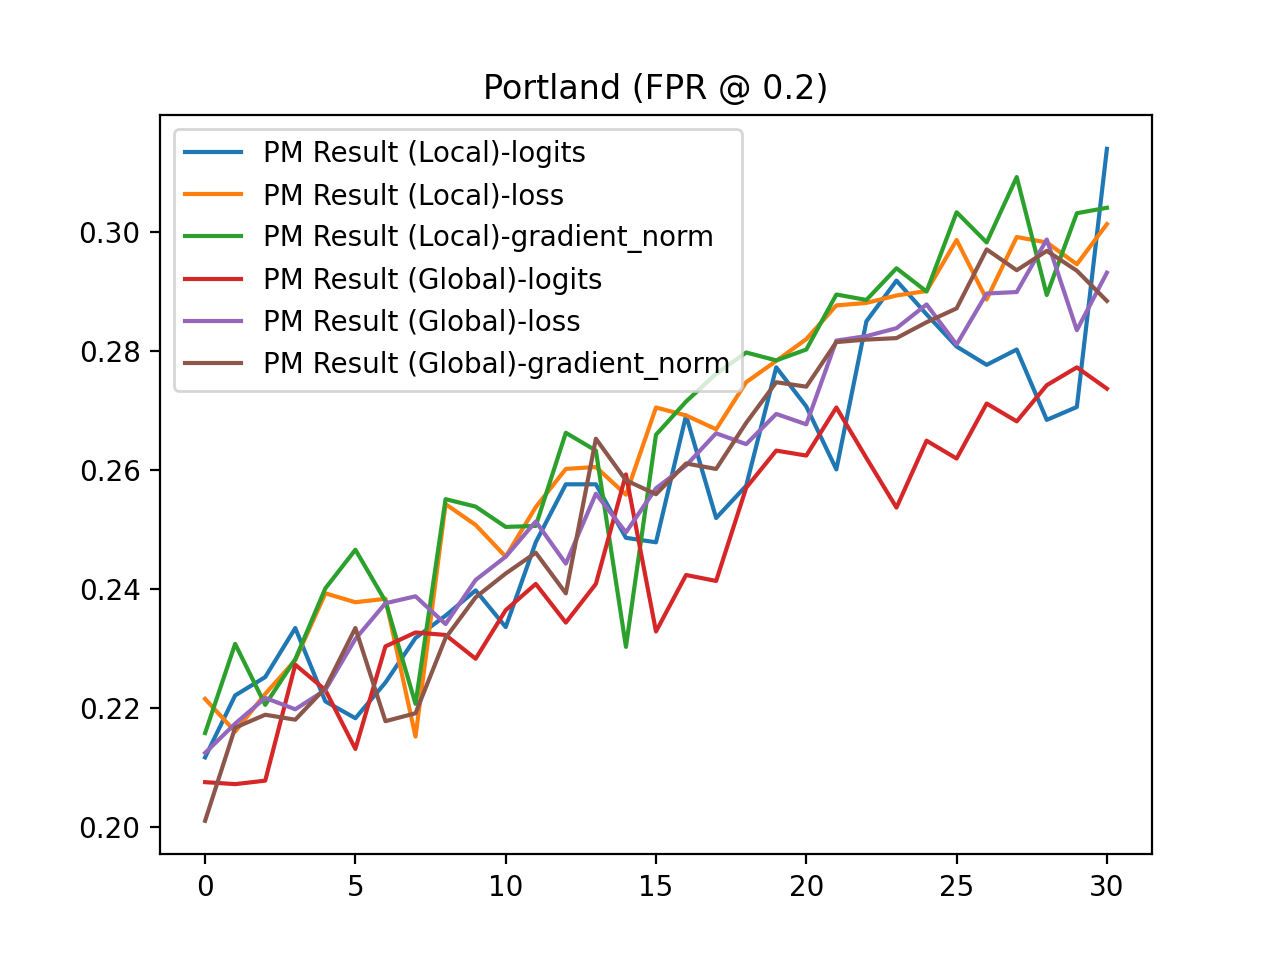 Portland (FPR @ 0.2)
PM Result (Local)-logits
PM Result (Local)-loss
PM Result (Local)-gradient_norm
PM Result (Global)-logits
PM Result (Global)-loss
PM Result (Global)-gradient_norm
0.30
0.28
0.26
0.24
0.22
0.20
0 5 10 15 20 25 30